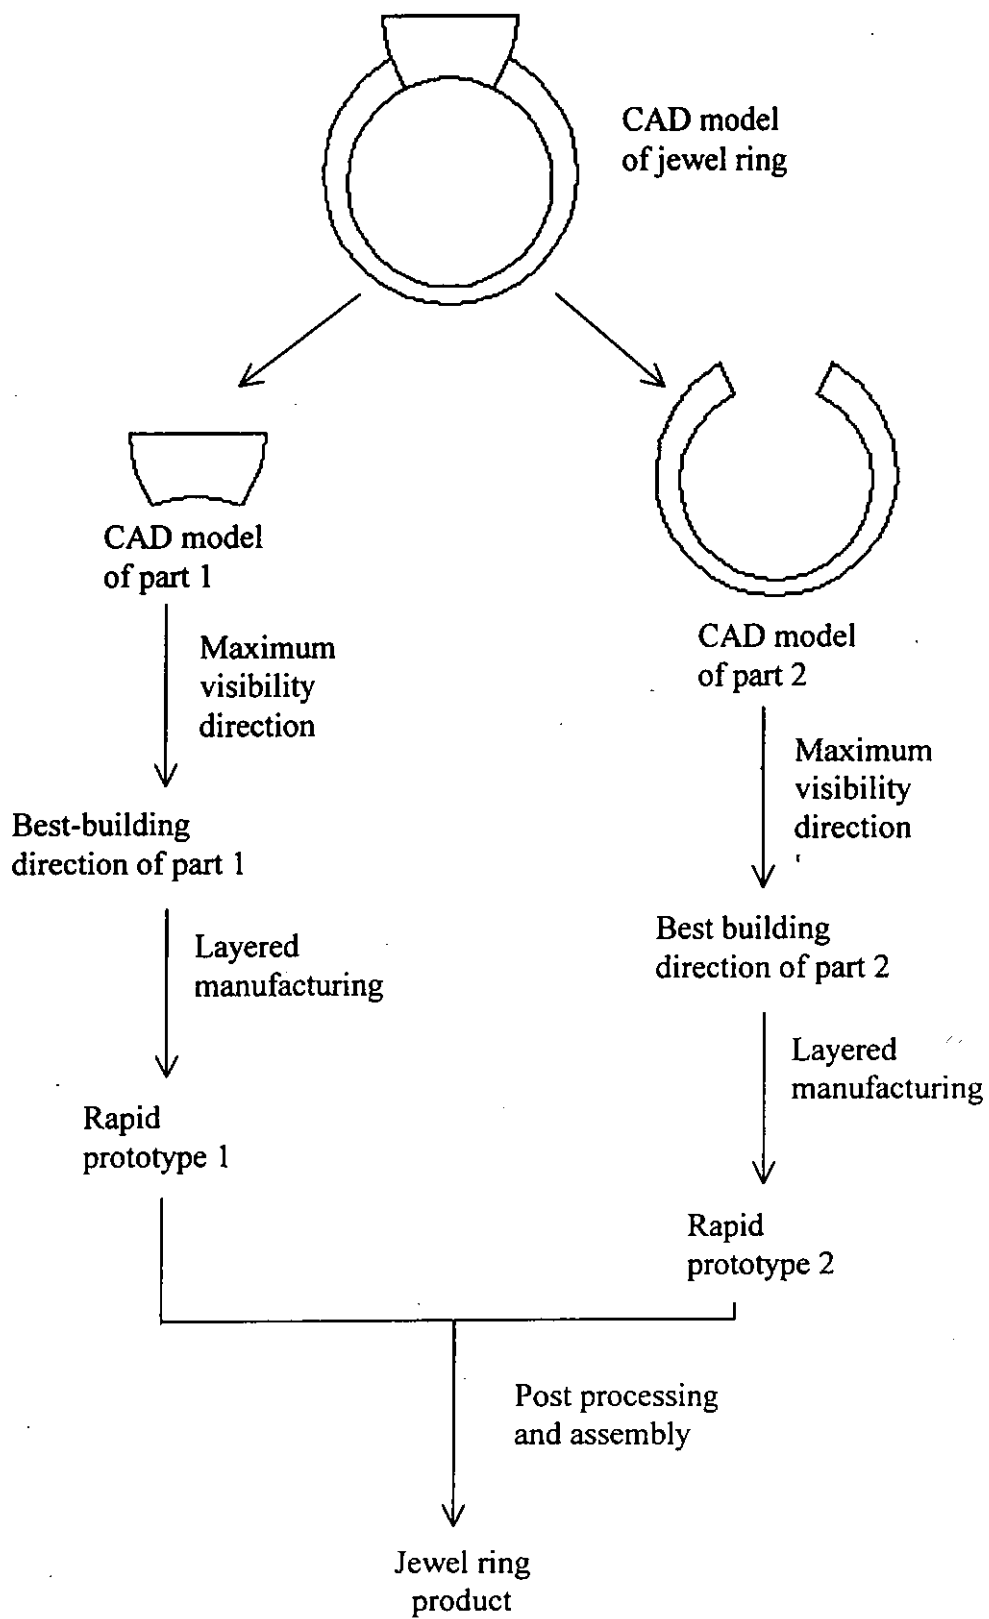 CAD model
of jewel ring
CAD model
of part 1
CAD model
of part 2
Maximum
visibility
direction
Maximum
visibility
direction
Best-building
direction of part 1
Best building
direction of part 2
Layered
manufacturing
Layered
manufacturing
Rapid
prototype 1
Rapid
prototype 2
Post processing
and assembly
Jewel ring
product